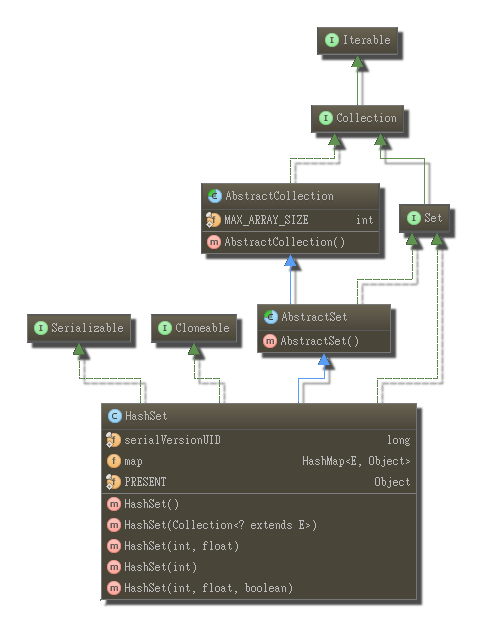 Iterable
Collection
AbstractCollection
MAX_ARRAY_SIZE int
AbstractCollection()
Set
AbstractSet
AbstractSet()
Serializable
Cloneable
HashSet
serialVersionUID long
map HashMap<E, Object>
PRESENT Object
HashSet()
HashSet(Collection<? extends E>)
HashSet(int, float)
HashSet(int)
HashSet(int, float, boolean)